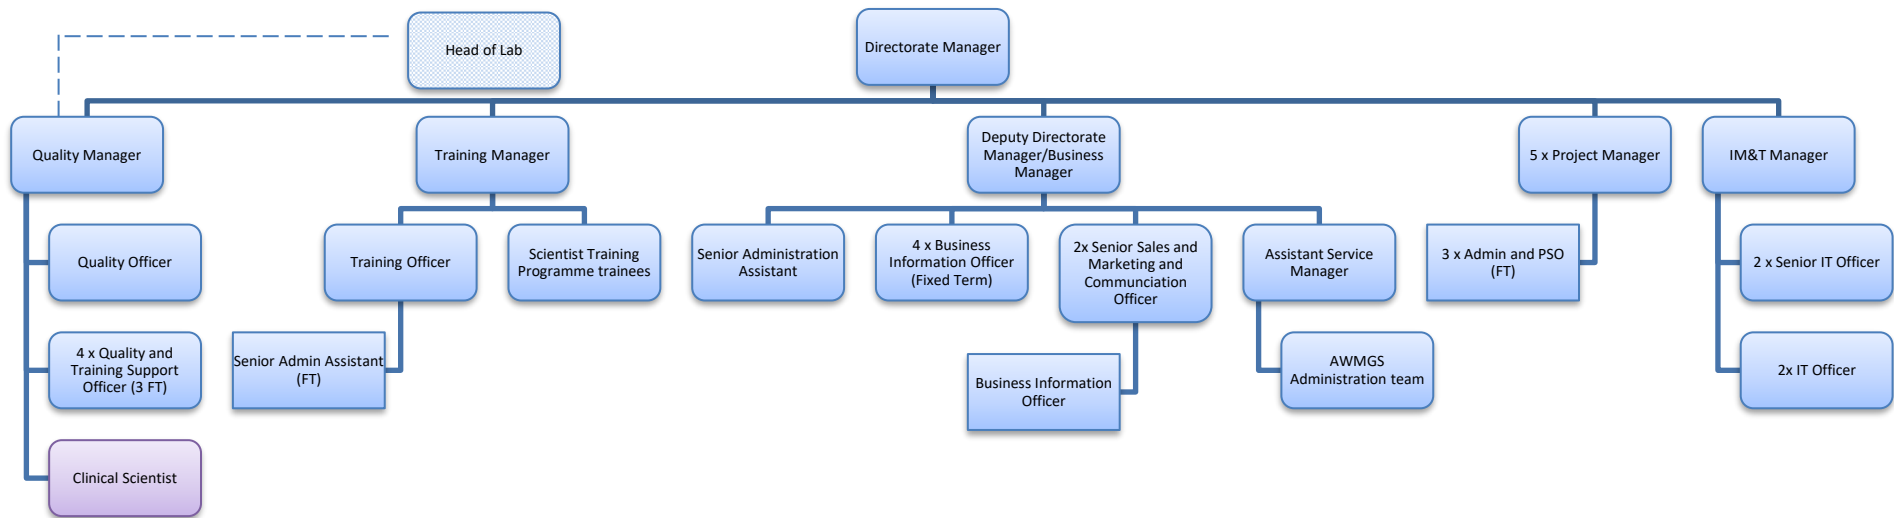 Head of Lab
Directorate Manager
Quality Manager
Training Manager
Deputy Directorate
Manager/Business
Manager
5 x Project Manager
IM&T Manager
Quality Officer
Training Officer
Scientist Training
Programme trainees
Senior Administration
Assistant
4 x Business
Information Officer
(Fixed Term)
2x Senior Sales and
Marketing and
Communciation
Officer
Assistant Service
Manager
3 x Admin and PSO
(FT)
2 x Senior IT Officer
4 x Quality and
Training Support
Officer (3 FT)
Senior Admin Assistant
(FT)
Business Information
Officer
AWMGS
Administration team
2x IT Officer
Clinical Scientist